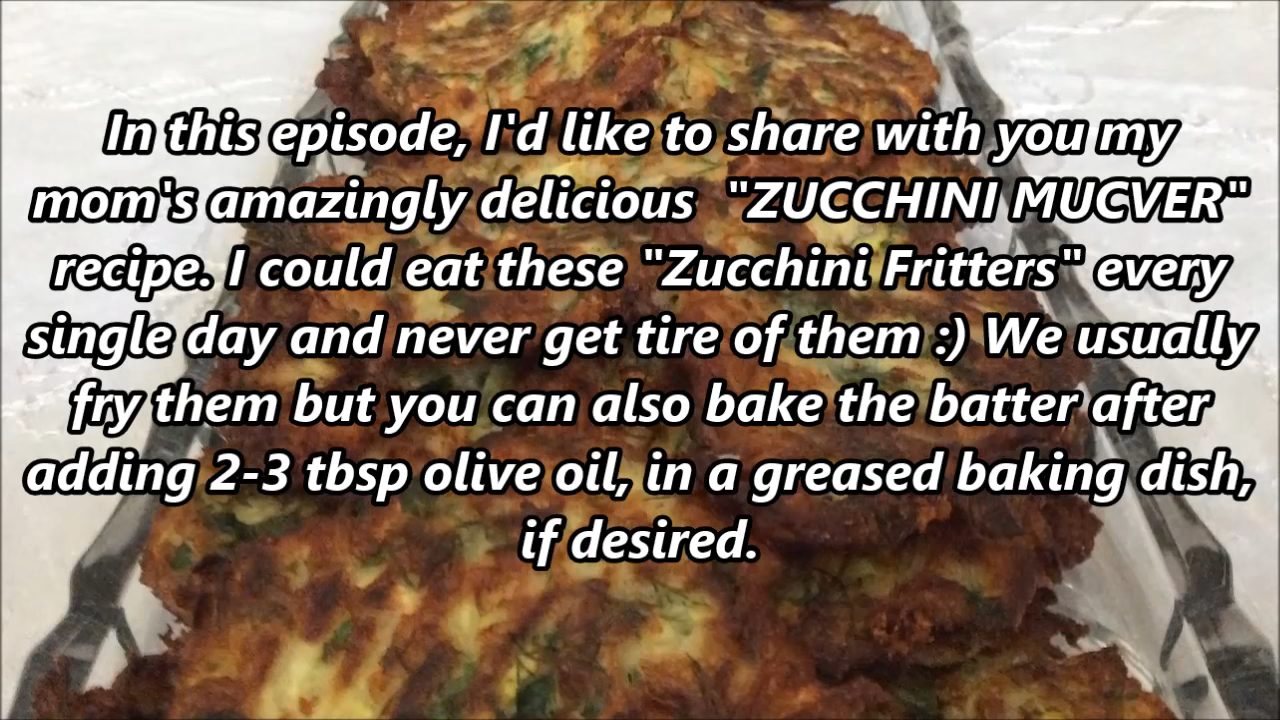 In this episode, I'd like to share with you my
mom's amazingly delicious  "ZUCCHINI MUCVER"
recipe. I could eat these "Zucchini Fritters" every
single day and never get tire of them :) We usually
fry them but you can also bake the batter after
adding 2-3 tbsp olive oil, in a greased baking dish,
if desired.